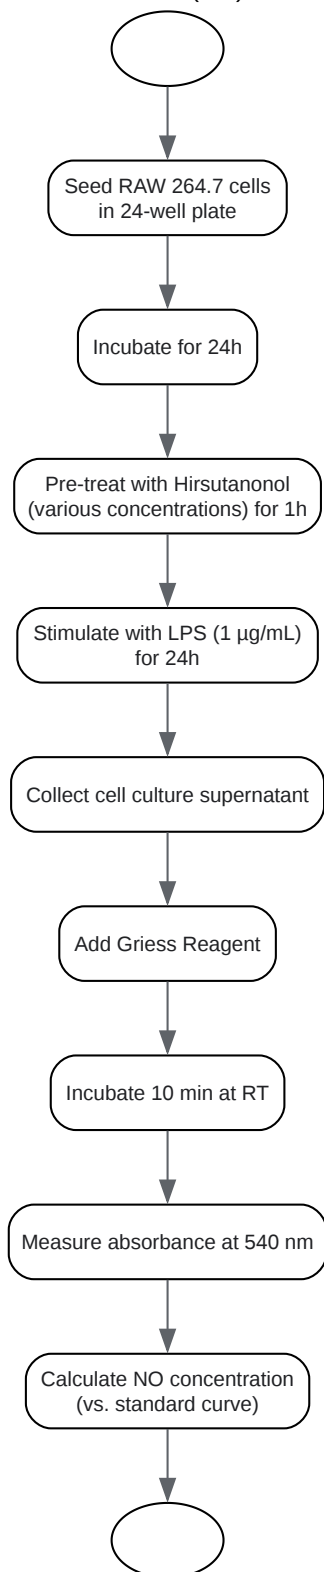 Seed RAW 264.7 cells
in 24-well plate
Incubate for 24h
Pre-treat with Hirsutanonol
(various concentrations) for 1h
Stimulate with LPS (1 µg/mL)
for 24h
Collect cell culture supernatant
Add Griess Reagent
Incubate 10 min at RT
Measure absorbance at 540 nm
Calculate NO concentration
(vs. standard curve)